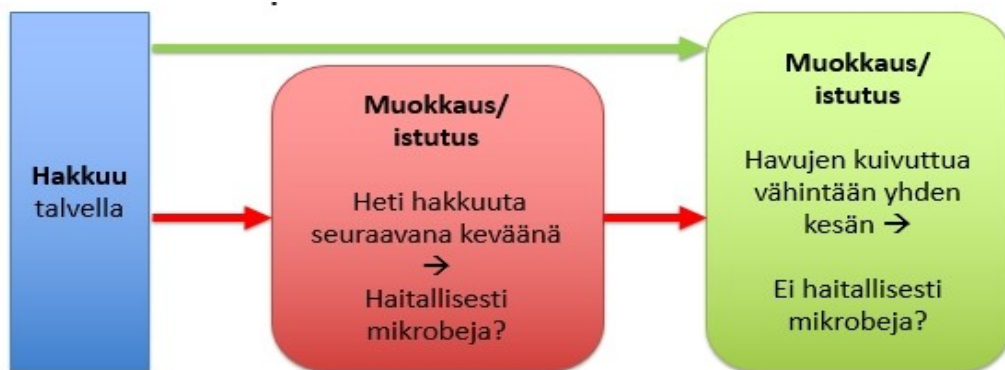 Hakkuu
talvella
Muokkaus/
istutus
Heti hakkuuta
seuraavana keväänä
→
Haitallisesti
mikrobeja?
Muokkaus/
istutus
Havujen kuivuttua
vähintään yhden
kesän →
Ei haitallisesti
mikrobeja?